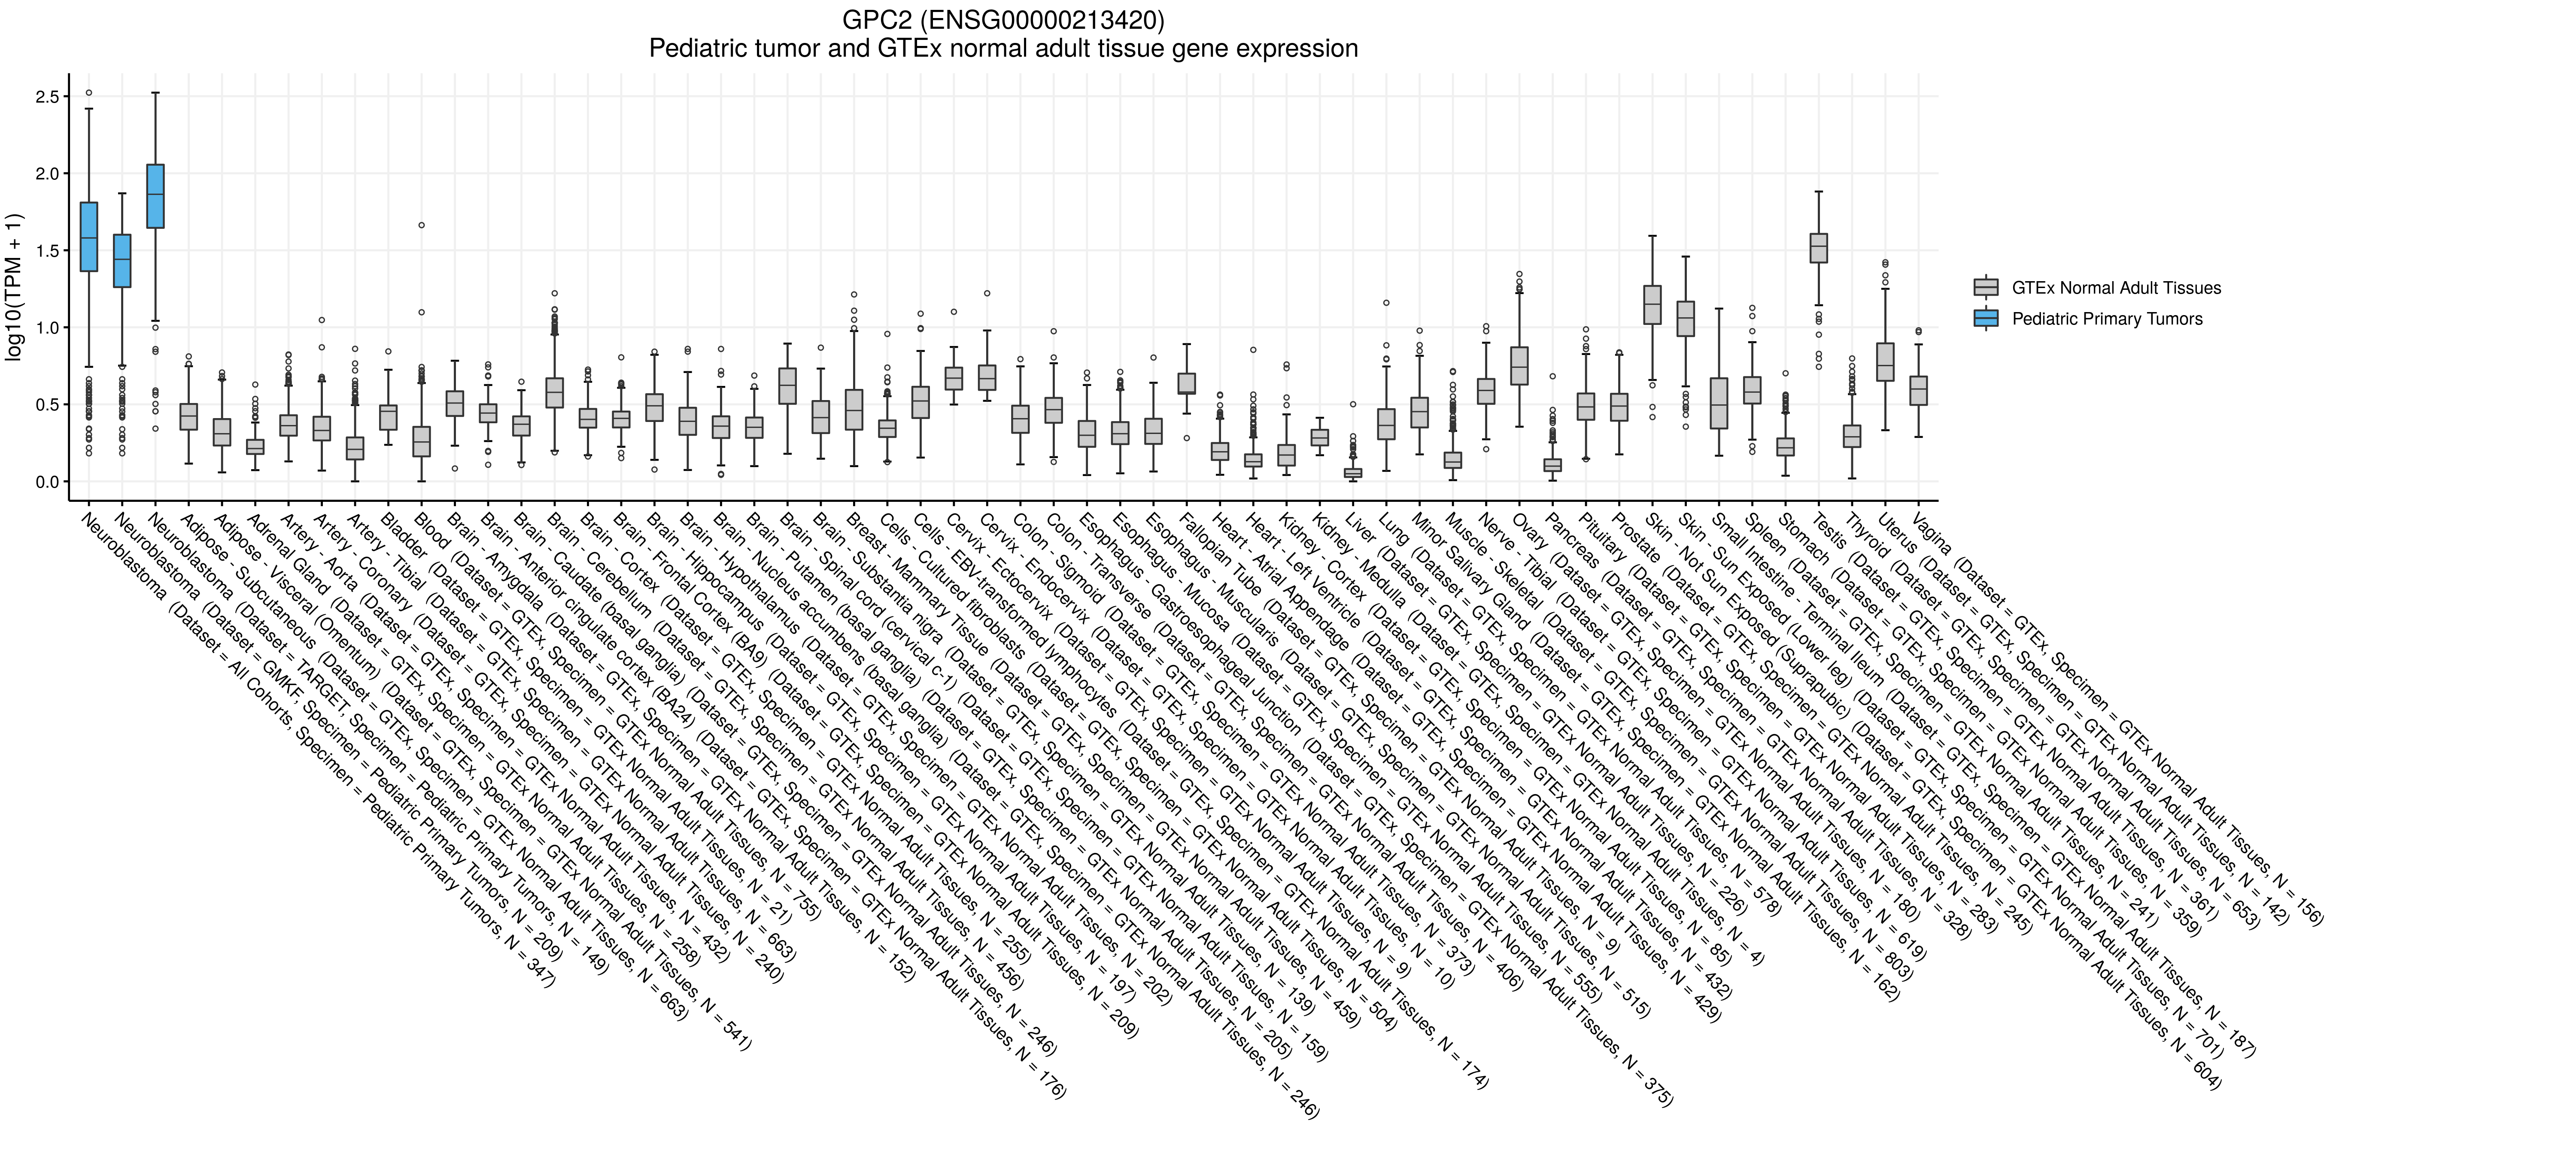 GPC2 (ENSG00000213420)
Pediatric tumor and GTEx normal adult tissue gene expression
log10(TPM + 1)
2.5
2.0
1.5
1.0
0.5
0.0
Neuroblastoma (Dataset = All Cohorts, Specimen = Pediatric Primary Tumors, N = 347)
Neuroblastoma (Dataset = GMKF, Specimen = Pediatric Primary Tumors, N = 209)
Neuroblastoma (Dataset = TARGET, Specimen = Pediatric Primary Tumors, N = 149)
Adipose - Subcutaneous (Dataset = GTEx, Specimen = GTEx Normal Adult Tissues, N = 663)
Adipose - Visceral (Omentum) (Dataset = GTEx, Specimen = GTEx Normal Adult Tissues, N = 541)
Adrenal Gland (Dataset = GTEx, Specimen = GTEx Normal Adult Tissues, N = 258)
Artery - Aorta (Dataset = GTEx, Specimen = GTEx Normal Adult Tissues, N = 432)
Artery - Coronary (Dataset = GTEx, Specimen = GTEx Normal Adult Tissues, N = 240)
Artery - Tibial (Dataset = GTEx, Specimen = GTEx Normal Adult Tissues, N = 663)
Bladder (Dataset = GTEx, Specimen = GTEx Normal Adult Tissues, N = 21)
Blood (Dataset = GTEx, Specimen = GTEx Normal Adult Tissues, N = 755)
Brain - Amygdala (Dataset = GTEx, Specimen = GTEx Normal Adult Tissues, N = 152)
Brain - Anterior cingulate cortex (BA24) (Dataset = GTEx, Specimen = GTEx Normal Adult Tissues, N = 176)
Brain - Caudate (basal ganglia) (Dataset = GTEx, Specimen = GTEx Normal Adult Tissues, N = 246)
Brain - Cerebellum (Dataset = GTEx, Specimen = GTEx Normal Adult Tissues, N = 456)
Brain - Cortex (Dataset = GTEx, Specimen = GTEx Normal Adult Tissues, N = 255)
Brain - Frontal Cortex (BA9) (Dataset = GTEx, Specimen = GTEx Normal Adult Tissues, N = 209)
Brain - Hippocampus (Dataset = GTEx, Specimen = GTEx Normal Adult Tissues, N = 197)
Brain - Hypothalamus (Dataset = GTEx, Specimen = GTEx Normal Adult Tissues, N = 202)
Brain - Nucleus accumbens (basal ganglia) (Dataset = GTEx, Specimen = GTEx Normal Adult Tissues, N = 246)
Brain - Putamen (basal ganglia) (Dataset = GTEx, Specimen = GTEx Normal Adult Tissues, N = 205)
Brain - Spinal cord (cervical c-1) (Dataset = GTEx, Specimen = GTEx Normal Adult Tissues, N = 159)
Brain - Substantia nigra (Dataset = GTEx, Specimen = GTEx Normal Adult Tissues, N = 139)
Breast - Mammary Tissue (Dataset = GTEx, Specimen = GTEx Normal Adult Tissues, N = 459)
Cells - Cultured fibroblasts (Dataset = GTEx, Specimen = GTEx Normal Adult Tissues, N = 504)
Cells - EBV-transformed lymphocytes (Dataset = GTEx, Specimen = GTEx Normal Adult Tissues, N = 174)
Cervix - Ectocervix (Dataset = GTEx, Specimen = GTEx Normal Adult Tissues, N = 9)
Cervix - Endocervix (Dataset = GTEx, Specimen = GTEx Normal Adult Tissues, N = 10)
Colon - Sigmoid (Dataset = GTEx, Specimen = GTEx Normal Adult Tissues, N = 373)
Colon - Transverse (Dataset = GTEx, Specimen = GTEx Normal Adult Tissues, N = 406)
Esophagus - Gastroesophageal Junction (Dataset = GTEx, Specimen = GTEx Normal Adult Tissues, N = 375)
Esophagus - Mucosa (Dataset = GTEx, Specimen = GTEx Normal Adult Tissues, N = 555)
Esophagus - Muscularis (Dataset = GTEx, Specimen = GTEx Normal Adult Tissues, N = 515)
Fallopian Tube (Dataset = GTEx, Specimen = GTEx Normal Adult Tissues, N = 9)
Heart - Atrial Appendage (Dataset = GTEx, Specimen = GTEx Normal Adult Tissues, N = 429)
Heart - Left Ventricle (Dataset = GTEx, Specimen = GTEx Normal Adult Tissues, N = 432)
Kidney - Cortex (Dataset = GTEx, Specimen = GTEx Normal Adult Tissues, N = 85)
Kidney - Medulla (Dataset = GTEx, Specimen = GTEx Normal Adult Tissues, N = 4)
Liver (Dataset = GTEx, Specimen = GTEx Normal Adult Tissues, N = 226)
Lung (Dataset = GTEx, Specimen = GTEx Normal Adult Tissues, N = 578)
Minor Salivary Gland (Dataset = GTEx, Specimen = GTEx Normal Adult Tissues, N = 162)
Muscle - Skeletal (Dataset = GTEx, Specimen = GTEx Normal Adult Tissues, N = 803)
Nerve - Tibial (Dataset = GTEx, Specimen = GTEx Normal Adult Tissues, N = 619)
Ovary (Dataset = GTEx, Specimen = GTEx Normal Adult Tissues, N = 180)
Pancreas (Dataset = GTEx, Specimen = GTEx Normal Adult Tissues, N = 328)
Pituitary (Dataset = GTEx, Specimen = GTEx Normal Adult Tissues, N = 283)
Prostate (Dataset = GTEx, Specimen = GTEx Normal Adult Tissues, N = 245)
Skin - Not Sun Exposed (Suprapubic) (Dataset = GTEx, Specimen = GTEx Normal Adult Tissues, N = 604)
Skin - Sun Exposed (Lower leg) (Dataset = GTEx, Specimen = GTEx Normal Adult Tissues, N = 701)
Small Intestine - Terminal Ileum (Dataset = GTEx, Specimen = GTEx Normal Adult Tissues, N = 187)
Spleen (Dataset = GTEx, Specimen = GTEx Normal Adult Tissues, N = 241)
Stomach (Dataset = GTEx, Specimen = GTEx Normal Adult Tissues, N = 359)
Testis (Dataset = GTEx, Specimen = GTEx Normal Adult Tissues, N = 361)
Thyroid (Dataset = GTEx, Specimen = GTEx Normal Adult Tissues, N = 653)
Uterus (Dataset = GTEx, Specimen = GTEx Normal Adult Tissues, N = 142)
Vagina (Dataset = GTEx, Specimen = GTEx Normal Adult Tissues, N = 156)
GTEx Normal Adult Tissues
Pediatric Primary Tumors